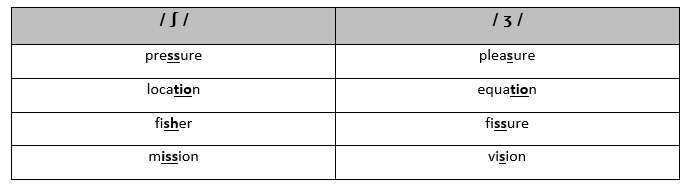 / ʃ / / ʒ /
pressure pleasure
location equation
fisher fissure
mission vision